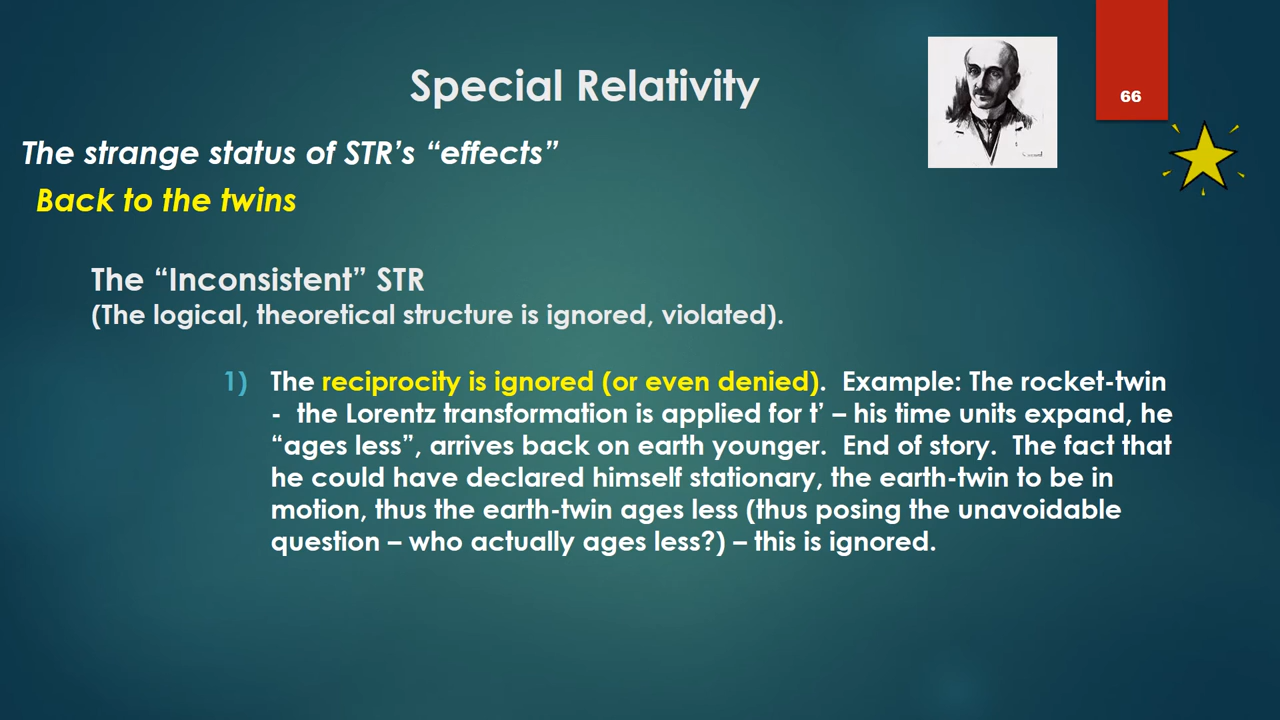 Special Relativity
66
The strange status of STR’s “effects”
Back to the twins
The “Inconsistent” STR
(The logical, theoretical structure is ignored, violated).
1) The reciprocity is ignored (or even denied). Example: The rocket-twin
- the Lorentz transformation is applied for t’ – his time units expand, he
“ages less”, arrives back on earth younger. End of story. The fact that
he could have declared himself stationary, the earth-twin to be in
motion, thus the earth-twin ages less (thus posing the unavoidable
question – who actually ages less?) – this is ignored.